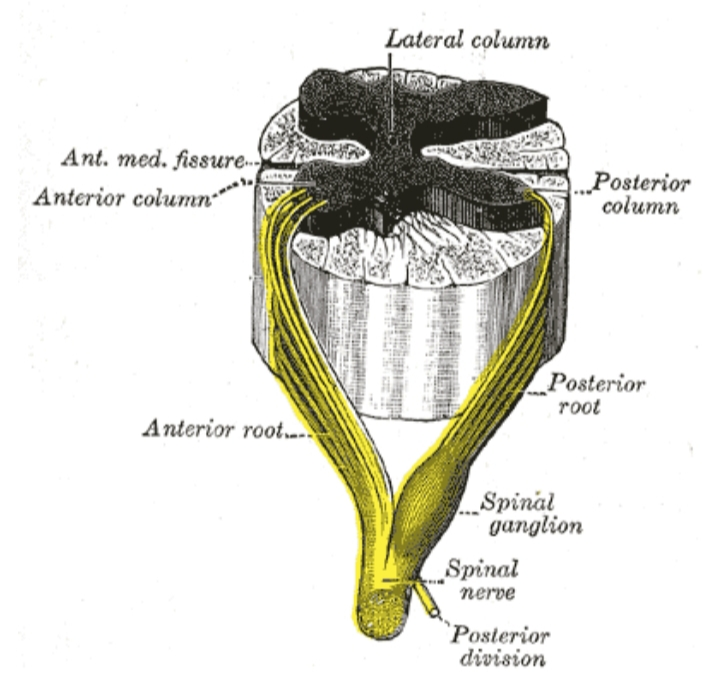 Lateral column
Ant. med. fissure
Anterior column
Posterior
column
Posterior
root
Anterior root
Spinal
ganglion
Spinal
nerve
Posterior
division